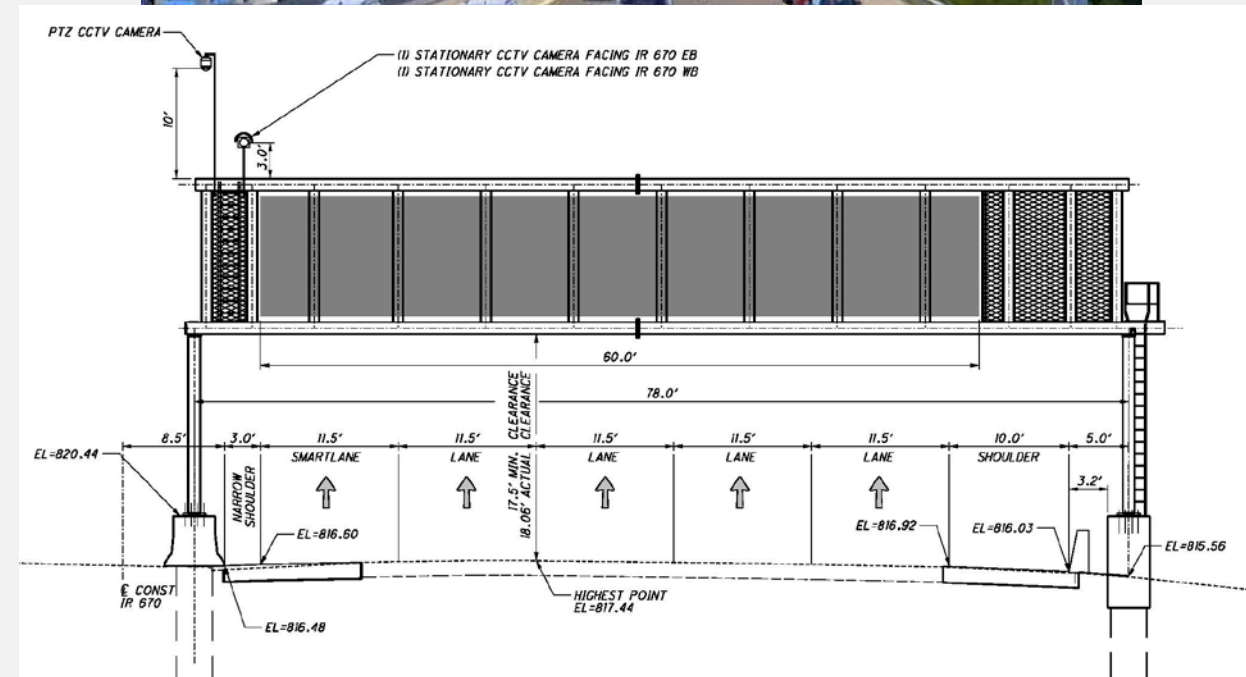 PTZ CCTV CAMERA
(1) STATIONARY CCTV CAMERA FACING IR 670 EB
(1) STATIONARY CCTV CAMERA FACING IR 670 WB
10'
3.0'
60.0'
78.0'
17.5' MIN. CLEARANCE
18.06' ACTUAL CLEARANCE
8.5'
3.0'
11.5'
11.5'
11.5'
11.5'
11.5'
10.0'
5.0'
EL=820.44
NARROW
SHOULDER
SMARTLANE
LANE
LANE
LANE
LANE
SHOULDER
3.2'
EL=816.60
EL=816.92
EL=816.03
EL=815.56
℄ CONST
IR 670
HIGHEST POINT
EL=817.44
EL=816.48